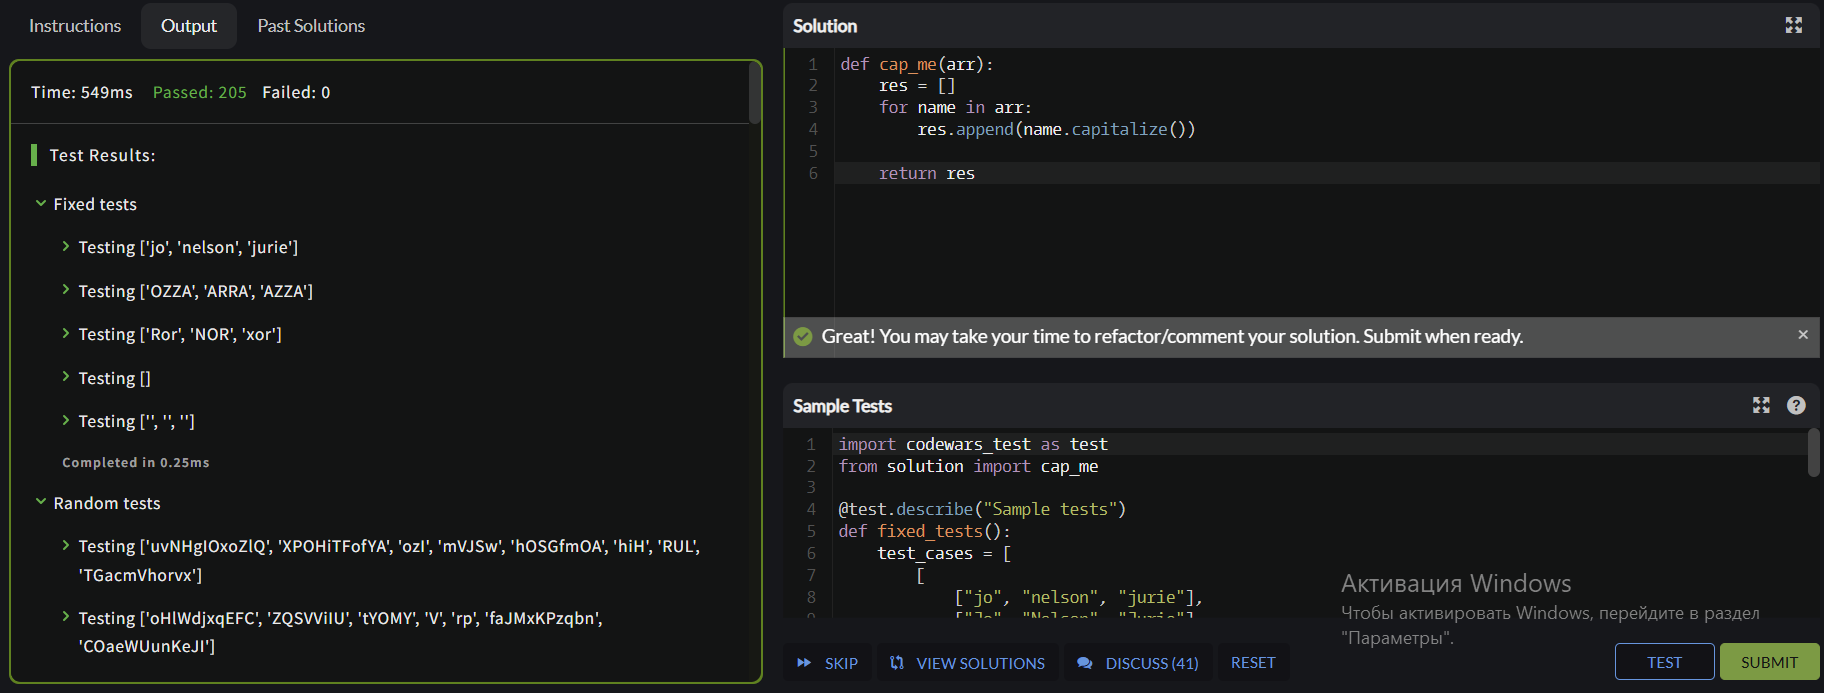 Instructions
Output
Past Solutions
Time: 549ms Passed: 205 Failed: 0
Test Results:
Fixed tests
Testing ['jo', 'nelson', 'jurie']
Testing ['OZZA', 'ARRA', 'AZZA']
Testing ['Ror', 'NOR', 'xor']
Testing []
Testing ['', '', '']
Completed in 0.25ms
Random tests
Testing ['uvNHgIOxoZlQ', 'XPOHiTFofYA', 'ozI', 'mVJSw', 'hOSGfmOA', 'hiH', 'RUL',
'TGacmVhorvx']
Testing ['oHlWdjxqEFC', 'ZQSVViIU', 'tYOMY', 'V', 'rp', 'faJMxKPzqbn',
'COaeWUunKeJI']
Solution
1 def cap_me(arr):
2 res = []
3 for name in arr:
4 res.append(name.capitalize())
5
6 return res
Great! You may take your time to refactor/comment your solution. Submit when ready.
Sample Tests
1 import codewars_test as test
2 from solution import cap_me
3
4 @test.describe("Sample tests")
5 def fixed_tests():
6 test_cases = [
7 [
8 ["jo", "nelson", "jurie"],
9 ["Jo", "Nelson", "Jurie"]
Активация Windows
Чтобы активировать Windows, перейдите в раздел
"Параметры".
SKIP
VIEW SOLUTIONS
DISCUSS (41)
RESET
TEST
SUBMIT